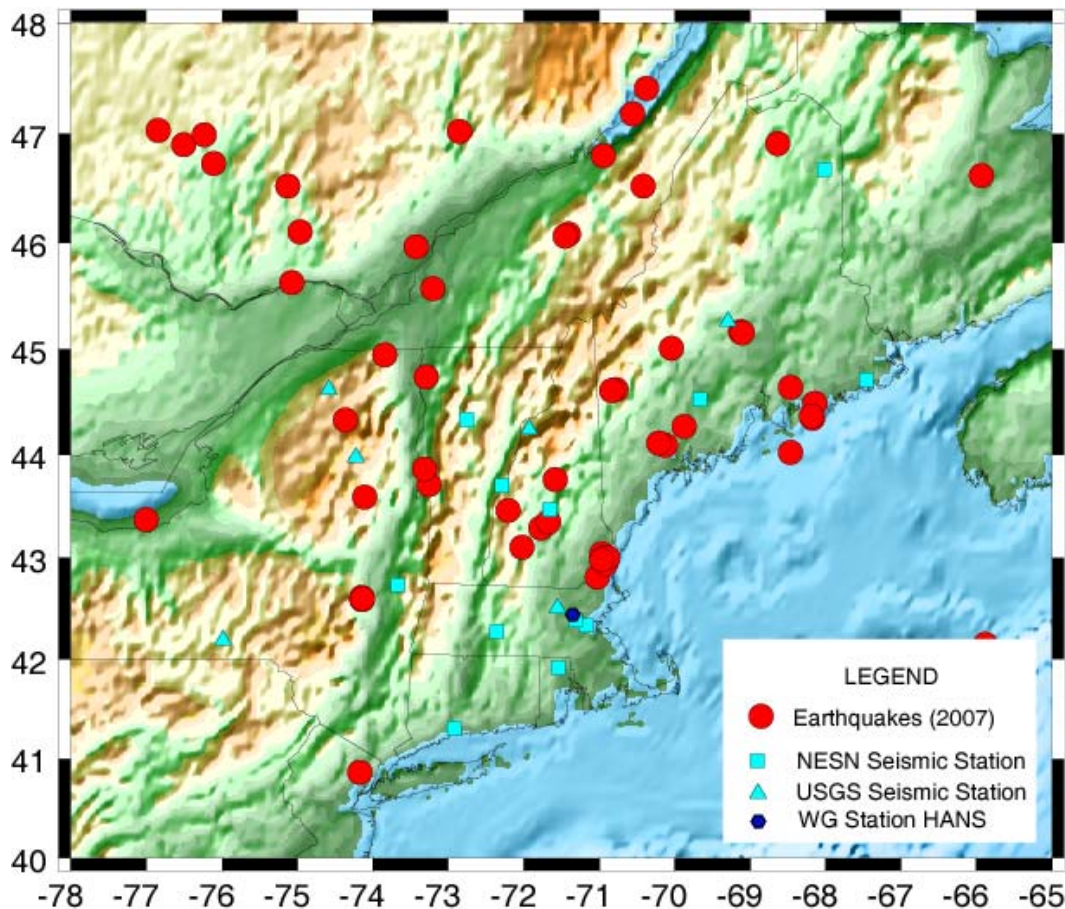 48
47
46
45
44
43
42
41
40
LEGEND
Earthquakes (2007)
NESN Seismic Station
USGS Seismic Station
WG Station HANS
-78 -77 -76 -75 -74 -73 -72 -71 -70 -69 -68 -67 -66 -65